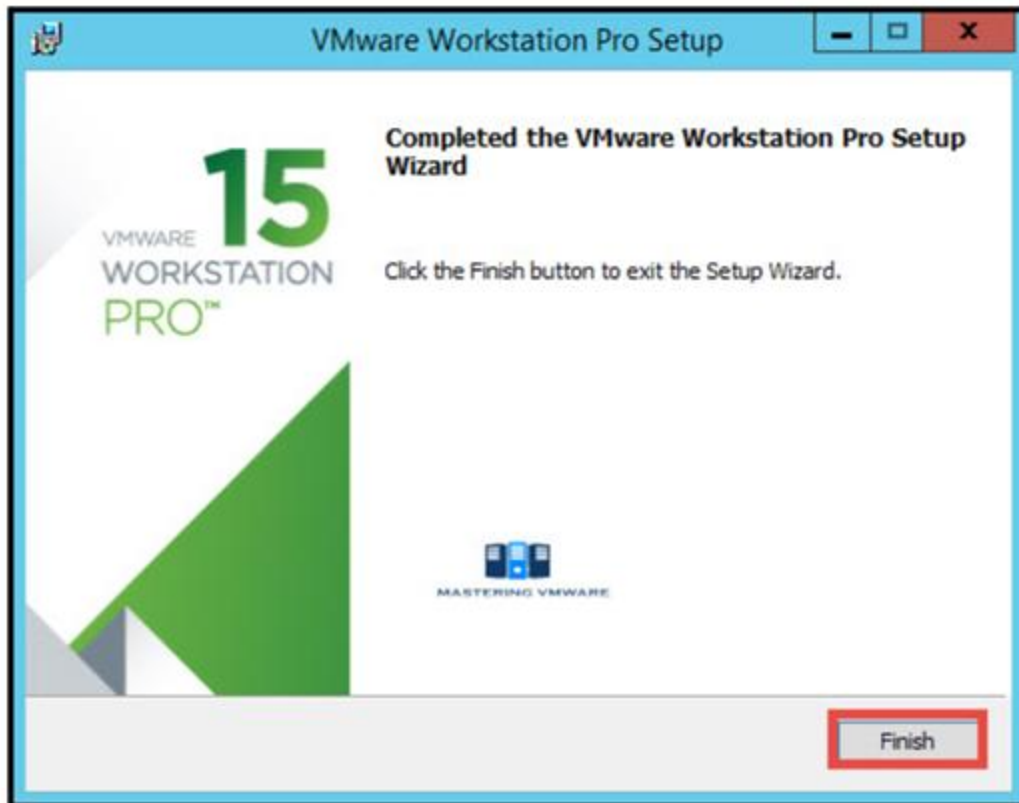 VMware Workstation Pro Setup
Completed the VMware Workstation Pro Setup
Wizard
15
VMWARE
WORKSTATION
PRO™
Click the Finish button to exit the Setup Wizard.
MASTERING VMWARE
Finish